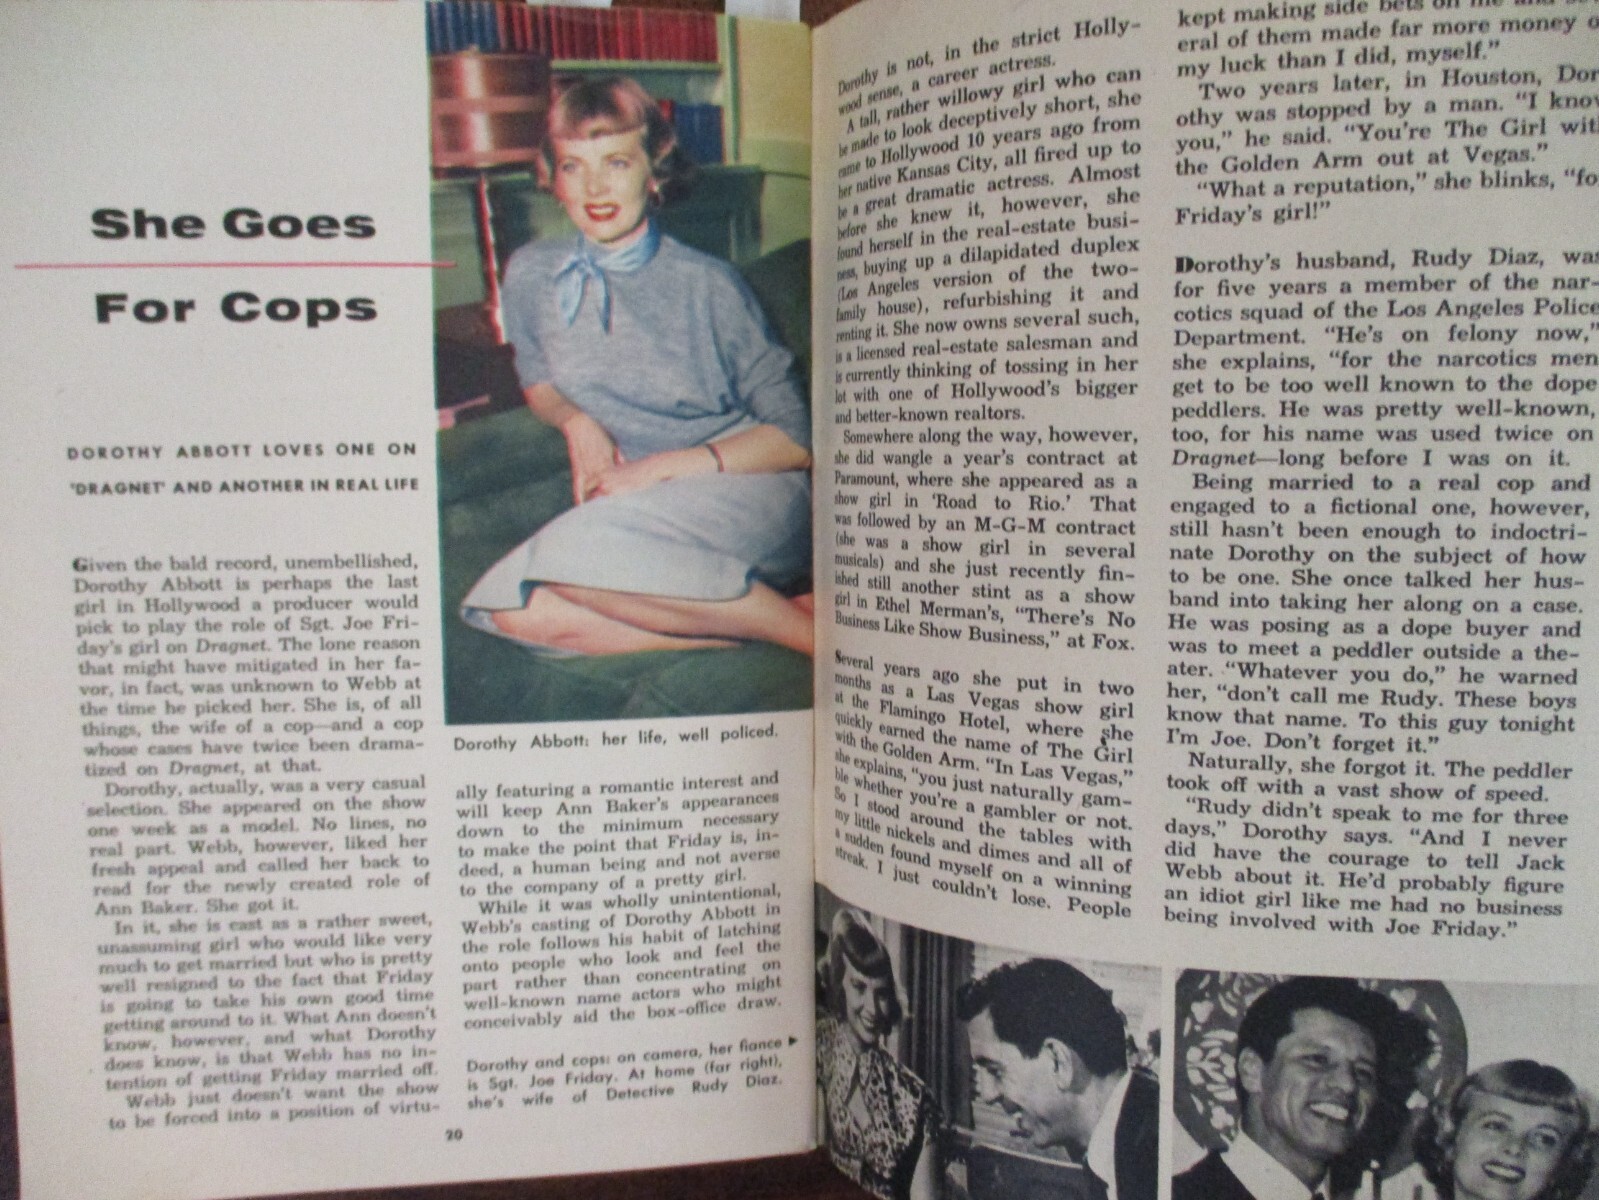 She Goes
For Cops
DOROTHY ABBOTT LOVES ONE ON
'DRAGNET' AND ANOTHER IN REAL LIFE
Given the bald record, unembellished,
Dorothy Abbott is perhaps the last
girl in Hollywood a producer would
pick to play the role of Sgt. Joe Fri-
day's girl on Dragnet. The lone reason
that might have mitigated in her fa-
vor, in fact, was unknown to Webb at
the time he picked her. She is, of all
things, the wife of a cop—and a cop
whose cases have twice been drama-
tized on Dragnet, at that.
Dorothy, actually, was a very casual
selection. She appeared on the show
one week as a model. No lines, no
real part. Webb, however, liked her
fresh appeal and called her back to
read for the newly created role of
Ann Baker. She got it.
In it, she is cast as a rather sweet,
unassuming girl who would like very
much to get married but who is pretty
well resigned to the fact that Friday
is going to take his own good time
getting around to it. What Ann doesn't
know, however, and what Dorothy
does know, is that Webb has no in-
tention of getting Friday married off.
Webb just doesn't want the show
to be forced into a position of virtu-
Dorothy Abbott: her life, well policed.
ally featuring a romantic interest and
will keep Ann Baker's appearances
down to the minimum necessary
to make the point that Friday is, in-
deed, a human being and not averse
to the company of a pretty girl.
While it was wholly unintentional,
Webb's casting of Dorothy Abbott in
the role follows his habit of latching
onto people who look and feel the
part rather than concentrating on
well-known name actors who might
conceivably aid the box-office draw.
Dorothy and cops: on camera, her fiance ►
is Sgt. Joe Friday. At home (far right),
she's wife of Detective Rudy Diaz.
20
Dorothy is not, in the strict Holly-
wood sense, a career actress.
A tall, rather willowy girl who can
be made to look deceptively short, she
came to Hollywood 10 years ago from
her native Kansas City, all fired up to
be a great dramatic actress. Almost
before she knew it, however, she
found herself in the real-estate busi-
ness, buying up a dilapidated duplex
(Los Angeles version of the two-
family house), refurbishing it and
renting it. She now owns several such,
is a licensed real-estate salesman and
is currently thinking of tossing in her
lot with one of Hollywood's bigger
and better-known realtors.
Somewhere along the way, however,
she did wangle a year's contract at
Paramount, where she appeared as a
show girl in 'Road to Rio.' That
was followed by an M-G-M contract
(she was a show girl in several
musicals) and she just recently fin-
ished still another stint as a show
girl in Ethel Merman's, "There's No
Business Like Show Business," at Fox.
Several years ago she put in two
months as a Las Vegas show girl
at the Flamingo Hotel, where she
quickly earned the name of The Girl
with the Golden Arm. "In Las Vegas,"
she explains, "you just naturally gam-
ble whether you're a gambler or not.
So I stood around the tables with
my little nickels and dimes and all of
a sudden found myself on a winning
streak. I just couldn't lose. People
kept making side bets on me and sev
eral of them made far more money o
my luck than I did, myself."
Two years later, in Houston, Dor
othy was stopped by a man. "I know
you," he said. "You're The Girl with
the Golden Arm out at Vegas."
"What a reputation," she blinks, "fo
Friday's girl!"
Dorothy's husband, Rudy Diaz, was
for five years a member of the nar-
cotics squad of the Los Angeles Police
Department. "He's on felony now,"
she explains, "for the narcotics men
get to be too well known to the dope
peddlers. He was pretty well-known,
too, for his name was used twice on
Dragnet—long before I was on it.
Being married to a real cop and
engaged to a fictional one, however,
still hasn't been enough to indoctri-
nate Dorothy on the subject of how
to be one. She once talked her hus-
band into taking her along on a case.
He was posing as a dope buyer and
was to meet a peddler outside a the-
ater. "Whatever you do," he warned
her, "don't call me Rudy. These boys
know that name. To this guy tonight
I'm Joe. Don't forget it."
Naturally, she forgot it. The peddler
took off with a vast show of speed.
"Rudy didn't speak to me for three
days," Dorothy says. "And I never
did have the courage to tell Jack
Webb about it. He'd probably figure
an idiot girl like me had no business
being involved with Joe Friday."